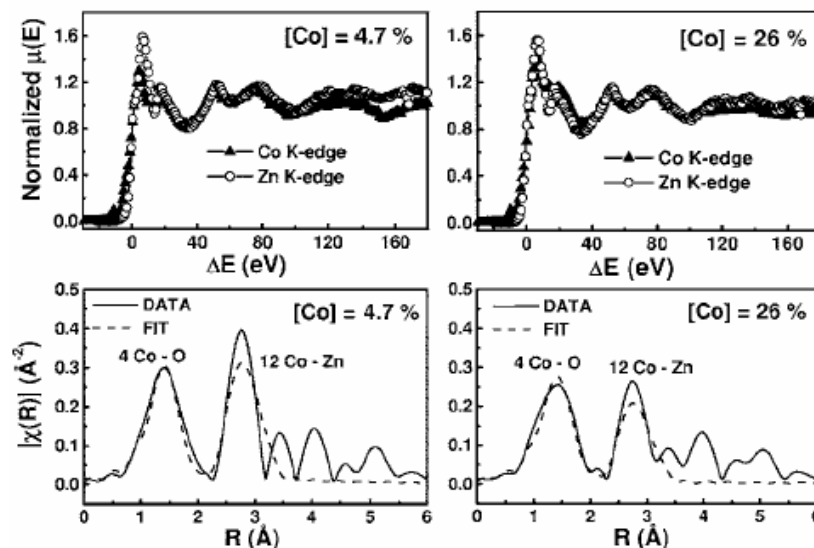 [Co] = 4.7 %
Normalized μ(E)
1.6
1.2
0.8
0.4
0.0
Co K-edge
Zn K-edge
0 40 80 120 160
ΔE (eV)
[Co] = 26 %
1.6
1.2
0.8
0.4
0.0
Co K-edge
Zn K-edge
0 40 80 120 160
ΔE (eV)
|χ(R)| (Å⁻²)
0.5
0.4
0.3
0.2
0.1
0.0
DATA
FIT
[Co] = 4.7 %
4 Co - O
12 Co - Zn
0 1 2 3 4 5 6
R (Å)
0.5
0.4
0.3
0.2
0.1
0.0
DATA
FIT
[Co] = 26 %
4 Co - O
12 Co - Zn
0 1 2 3 4 5 6
R (Å)